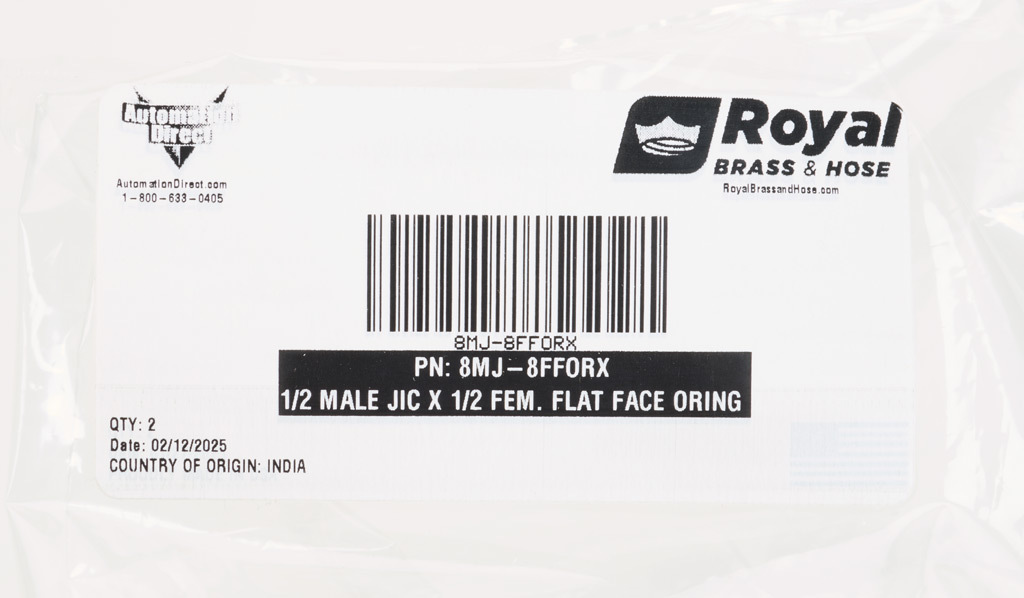 Automation
Direct
AutomationDirect.com
1-800-633-0405
Royal
BRASS & HOSE
RoyalBrassandHose.com
8MJ-8FFORX
PN: 8MJ-8FFORX
1/2 MALE JIC X 1/2 FEM. FLAT FACE ORING
QTY: 2
Date: 02/12/2025
COUNTRY OF ORIGIN: INDIA